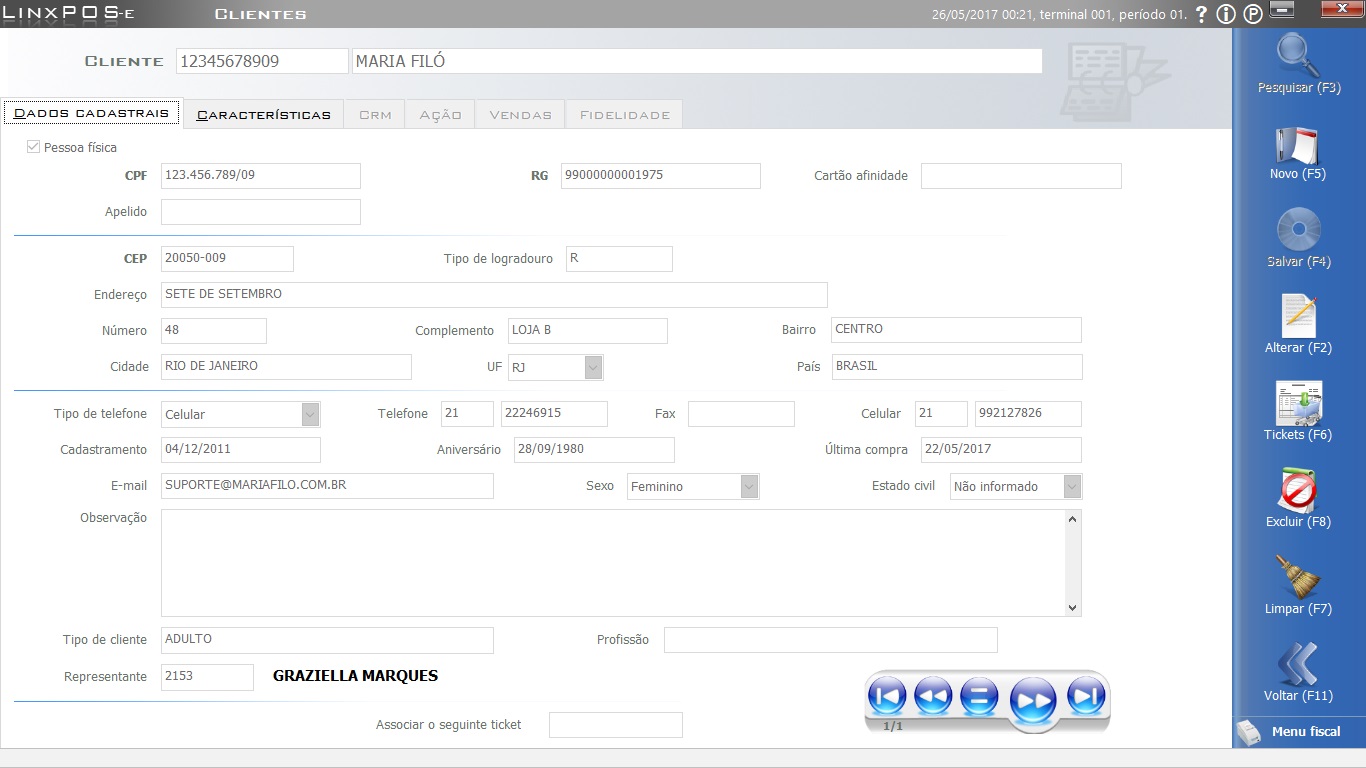 LINXPOS-E CLIENTES 26/05/2017 00:21, terminal 001, período 01. ? i P X
CLIENTE 12345678909 MARIA FILÓ
Pesquisar (F3)
DADOS CADASTRAIS CARACTERÍSTICAS CRM AÇÃO VENDAS FIDELIDADE
Pessoa física
CPF 123.456.789/09 RG 99000000001975 Cartão afinidade
Novo (F5)
Apelido
CEP 20050-009 Tipo de logradouro R
Salvar (F4)
Endereço SETE DE SETEMBRO
Número 48 Complemento LOJA B Bairro CENTRO
Alterar (F2)
Cidade RIO DE JANEIRO UF RJ País BRASIL
Tipo de telefone Celular Telefone 21 22246915 Fax Celular 21 992127826
Tickets (F6)
Cadastramento 04/12/2011 Aniversário 28/09/1980 Última compra 22/05/2017
E-mail SUPORTE@MARIAFILO.COM.BR Sexo Feminino Estado civil Não informado
Observação
Excluir (F8)
Limpar (F7)
Tipo de cliente ADULTO Profissão
Representante 2153 GRAZIELLA MARQUES
Voltar (F11)
Associar o seguinte ticket 1/1
Menu fiscal